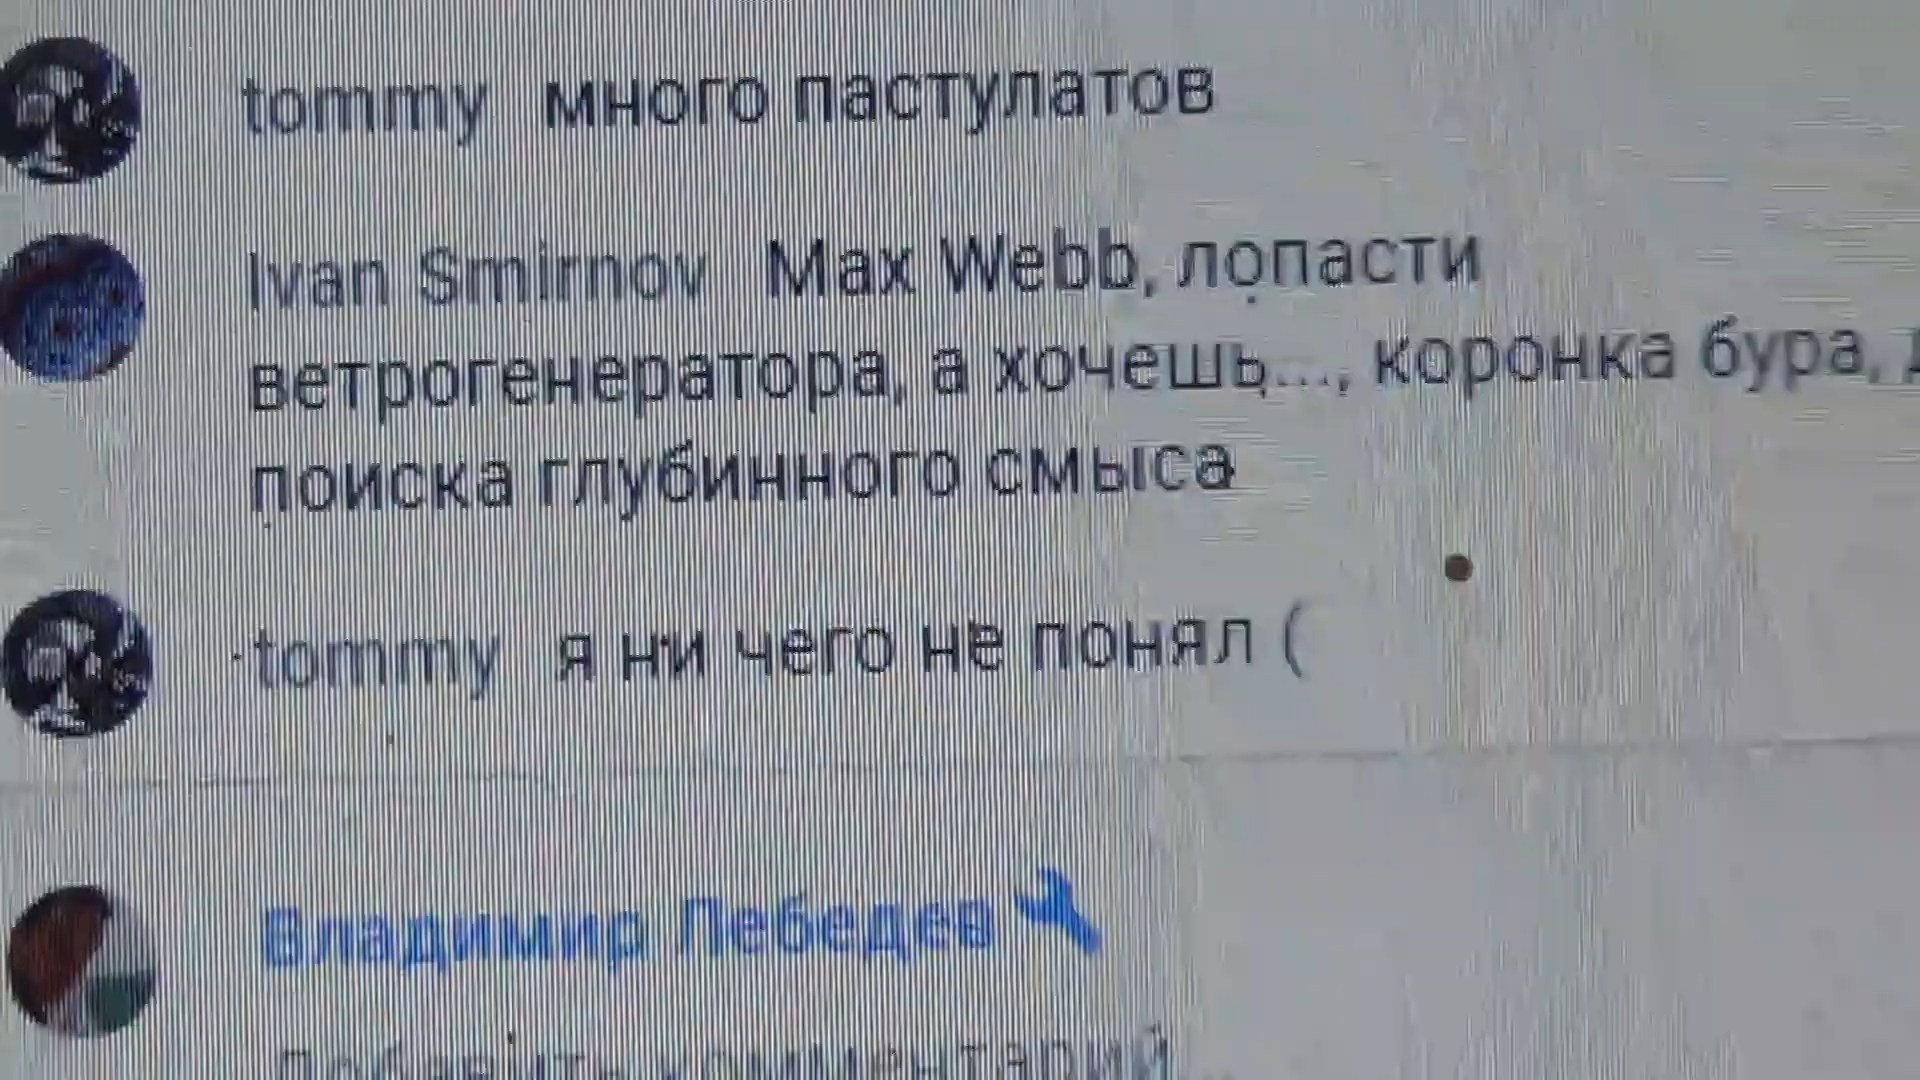 tommy много пастулатов
Ivan Smirnov Max Webb, лопасти
ветрогенератора, а хочешь..., коронка бура,
поиска глубинного смыса
tommy я ни чего не понял (
Владимир Лебедев
комментарий